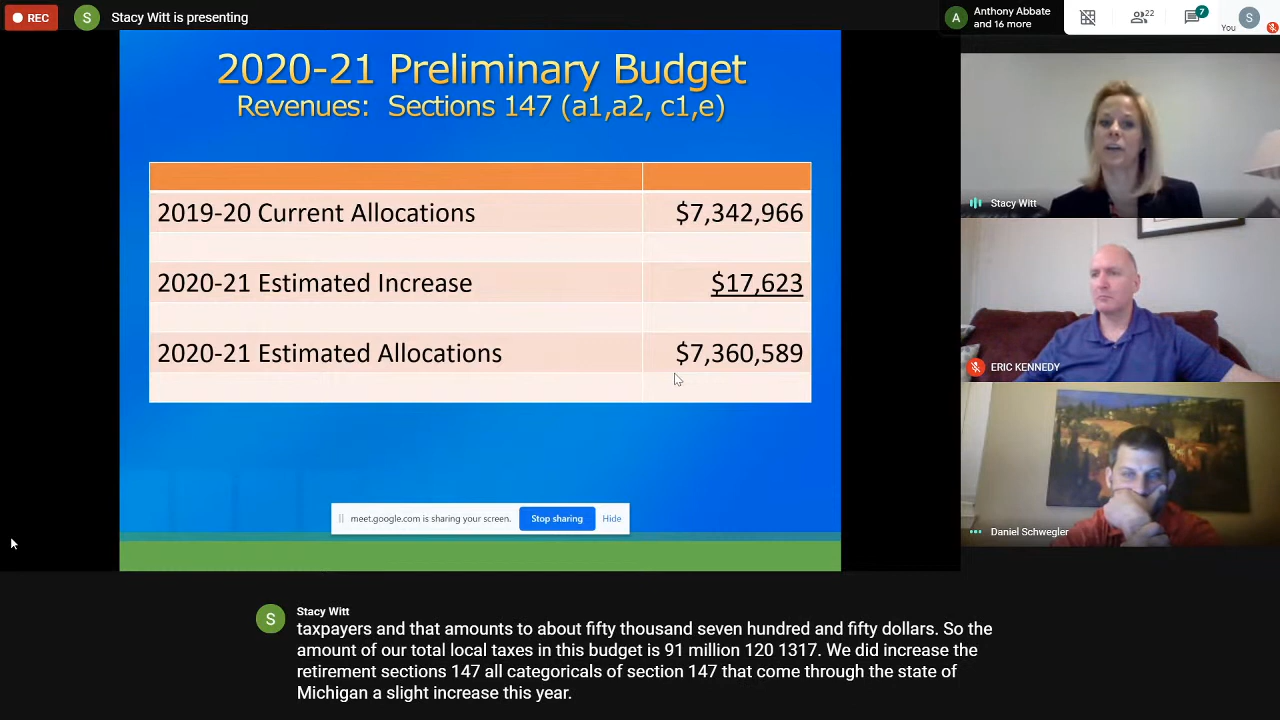 REC
S
Stacy Witt is presenting
A
Anthony Abbate
and 16 more
22
7
S
You
2020-21 Preliminary Budget
Revenues: Sections 147 (a1,a2, c1,e)
2019-20 Current Allocations $7,342,966
2020-21 Estimated Increase $17,623
2020-21 Estimated Allocations $7,360,589
meet.google.com is sharing your screen. Stop sharing Hide
Stacy Witt
ERIC KENNEDY
Daniel Schwegler
S
Stacy Witt
taxpayers and that amounts to about fifty thousand seven hundred and fifty dollars. So the
amount of our total local taxes in this budget is 91 million 120 1317. We did increase the
retirement sections 147 all categoricals of section 147 that come through the state of
Michigan a slight increase this year.